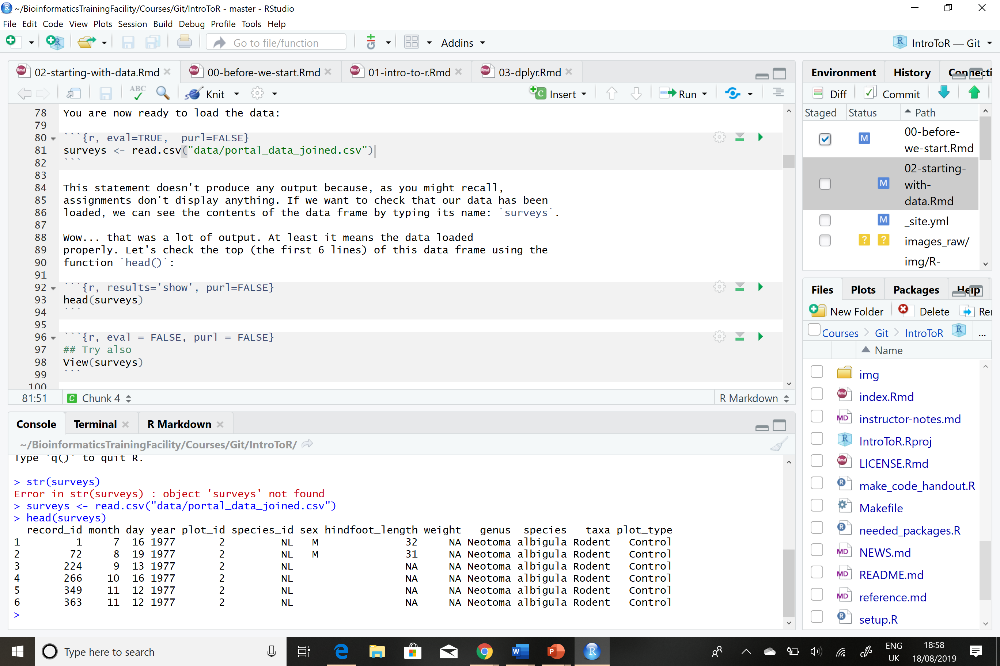 ~/BioinformaticsTrainingFacility/Courses/Git/IntroToR - master - RStudio
File Edit Code View Plots Session Build Debug Profile Tools Help
Go to file/function Addins IntroToR — Git
02-starting-with-data.Rmd 00-before-we-start.Rmd 01-intro-to-r.Rmd 03-dplyr.Rmd
ABC Knit Insert Run
78 You are now ready to load the data:
79
80 ```{r, eval=TRUE,  purl=FALSE}
81 surveys <- read.csv("data/portal_data_joined.csv")
82 ```
83
84 This statement doesn't produce any output because, as you might recall,
85 assignments don't display anything. If we want to check that our data has been
86 loaded, we can see the contents of the data frame by typing its name: `surveys`.
87
88 Wow... that was a lot of output. At least it means the data loaded
89 properly. Let's check the top (the first 6 lines) of this data frame using the
90 function `head()`:
91
92 ```{r, results='show', purl=FALSE}
93 head(surveys)
94 ```
95
96 ```{r, eval = FALSE, purl = FALSE}
97 ## Try also
98 View(surveys)
99 ```
100
81:51 C Chunk 4 R Markdown
Console Terminal R Markdown
~/BioinformaticsTrainingFacility/Courses/Git/IntroToR/
Type 'q()' to quit R.
> str(surveys)
Error in str(surveys) : object 'surveys' not found
> surveys <- read.csv("data/portal_data_joined.csv")
> head(surveys)
  record_id month day year plot_id species_id sex hindfoot_length weight   genus  species   taxa plot_type
1         1     7  16 1977       2         NL   M              32     NA Neotoma albigula Rodent   Control
2        72     8  19 1977       2         NL   M              31     NA Neotoma albigula Rodent   Control
3       224     9  13 1977       2         NL                  NA     NA Neotoma albigula Rodent   Control
4       266    10  16 1977       2         NL                  NA     NA Neotoma albigula Rodent   Control
5       349    11  12 1977       2         NL                  NA     NA Neotoma albigula Rodent   Control
6       363    11  12 1977       2         NL                  NA     NA Neotoma albigula Rodent   Control
>
Environment History Connecti
Diff Commit
Staged Status Path
M 00-before-
we-start.Rmd
02-starting-
M with-
data.Rmd
M _site.yml
? ? images_raw/
img/R-
Files Plots Packages Help
New Folder Delete Rer
Courses > Git > IntroToR ...
Name
img
index.Rmd
instructor-notes.md
IntroToR.Rproj
LICENSE.Rmd
make_code_handout.R
Makefile
needed_packages.R
NEWS.md
README.md
reference.md
setup.R
Type here to search
ENG
UK
18:58
18/08/2019